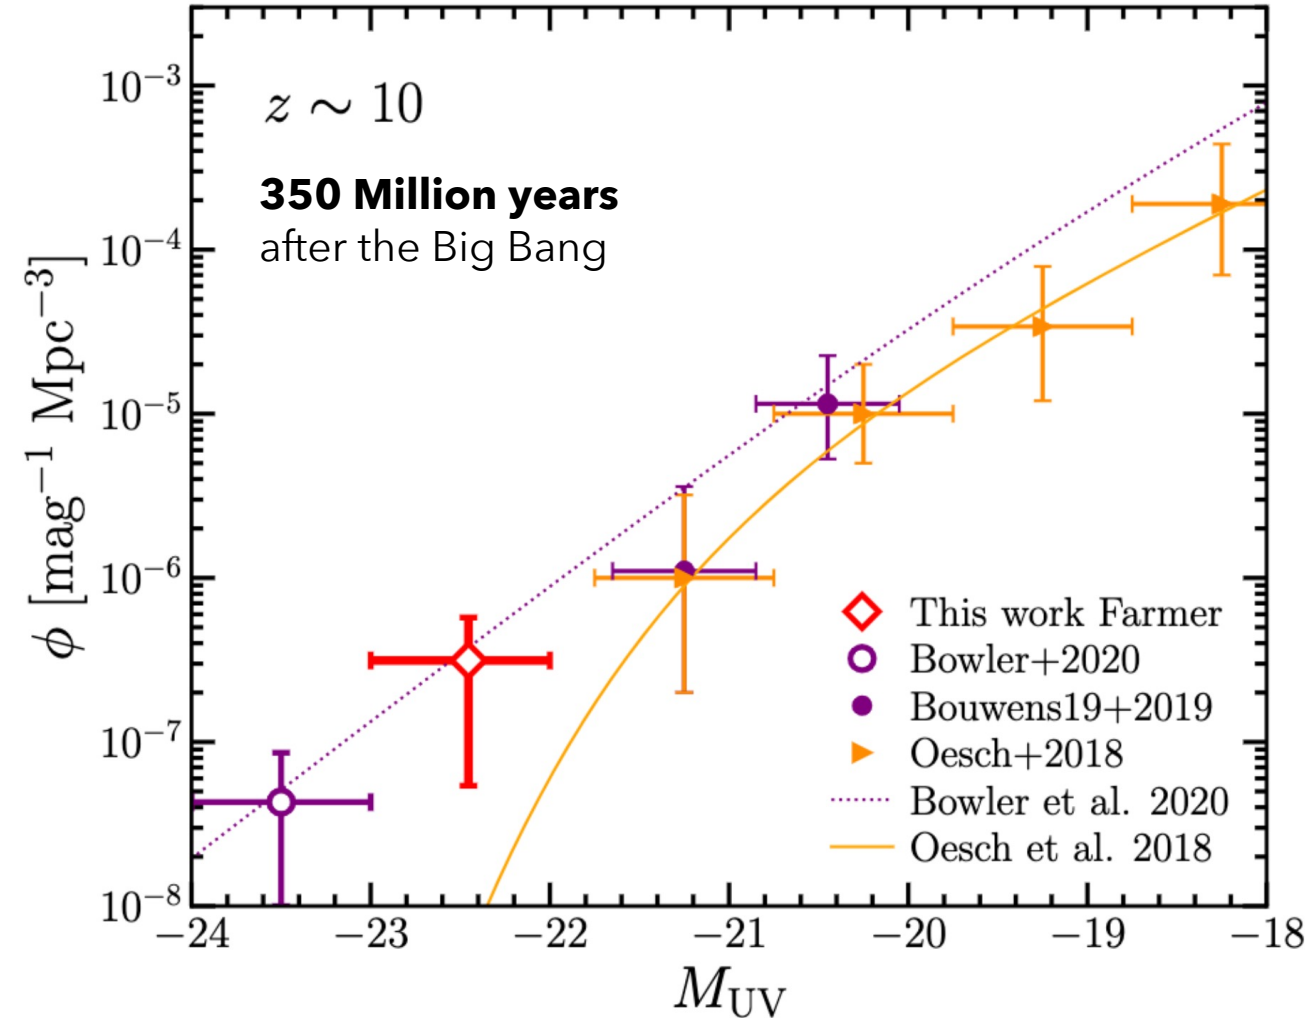 z ∼ 10
350 Million years
after the Big Bang
10⁻³
10⁻⁴
10⁻⁵
10⁻⁶
10⁻⁷
10⁻⁸
ϕ [mag⁻¹ Mpc⁻³]
This work Farmer
Bowler+2020
Bouwens19+2019
Oesch+2018
Bowler et al. 2020
Oesch et al. 2018
−24 −23 −22 −21 −20 −19 −18
M_UV